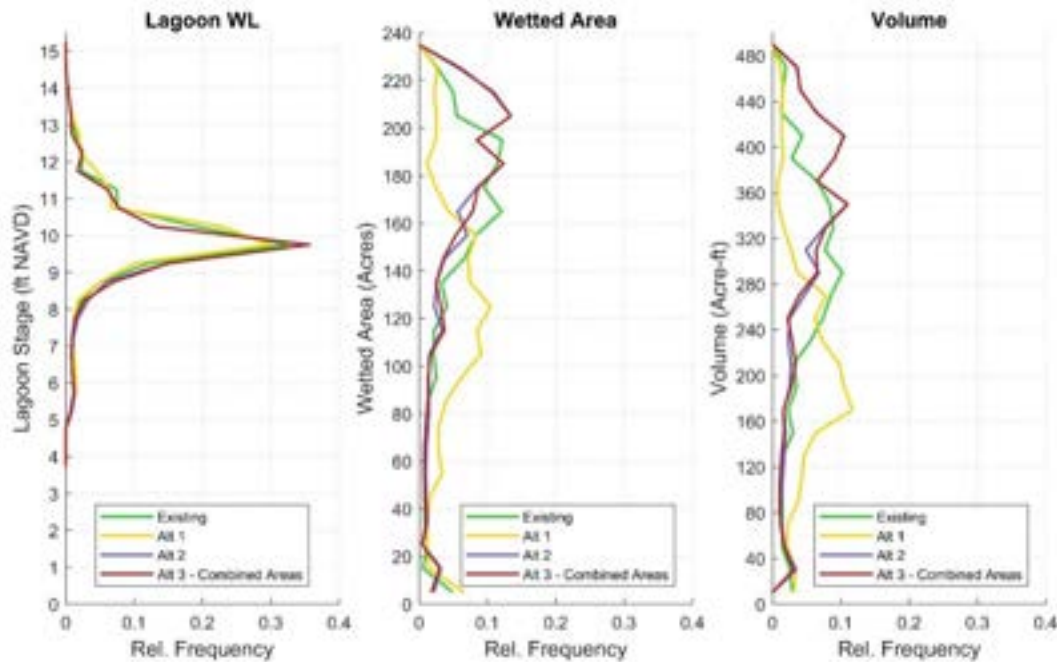 Lagoon WL
Lagoon Stage (ft NAVD)
15
14
13
12
11
10
9
8
7
6
5
4
3
2
1
0
Existing
Alt 1
Alt 2
Alt 3 - Combined Areas
0
0.1
0.2
0.3
0.4
Rel. Frequency
Wetted Area
Wetted Area (Acres)
240
220
200
180
160
140
120
100
80
60
40
20
0
Existing
Alt 1
Alt 2
Alt 3 - Combined Areas
0
0.1
0.2
0.3
0.4
Rel. Frequency
Volume
Volume (Acre-ft)
480
440
400
360
320
280
240
200
160
120
80
40
0
Existing
Alt 1
Alt 2
Alt 3 - Combined Areas
0
0.1
0.2
0.3
0.4
Rel. Frequency